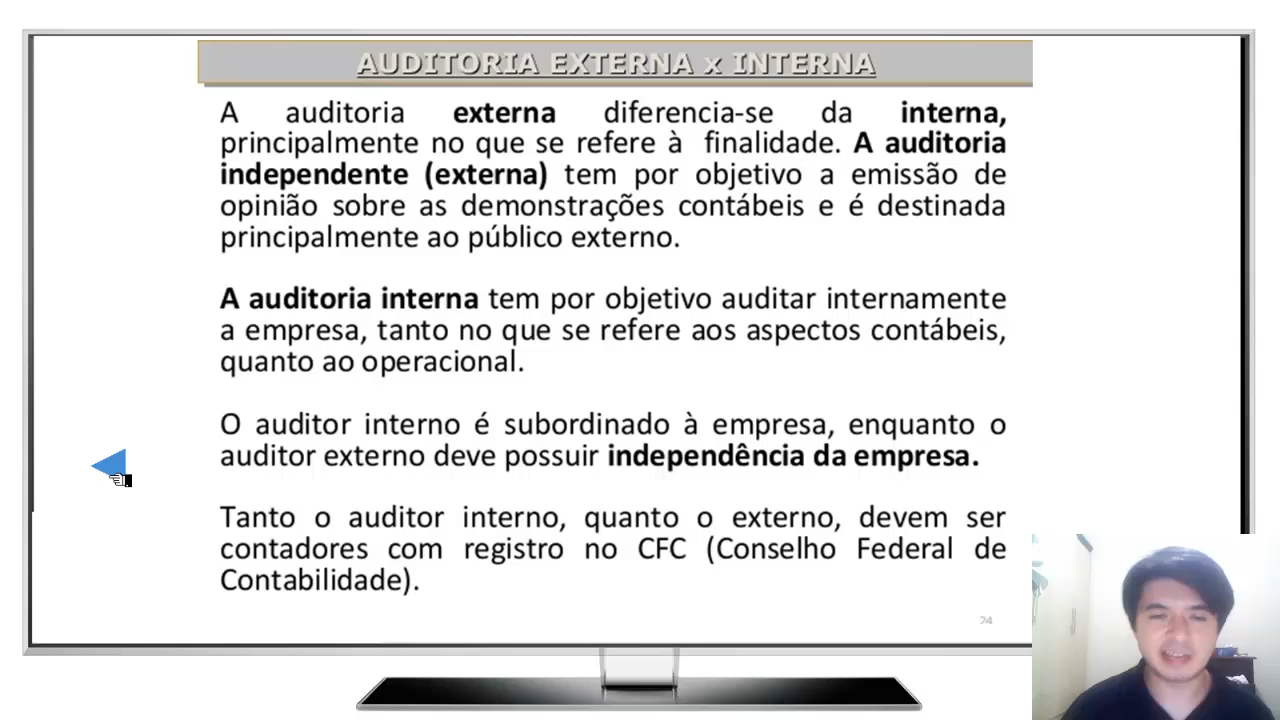 AUDITORIA EXTERNA x INTERNA
A auditoria externa diferencia-se da interna,
principalmente no que se refere à finalidade. A auditoria
independente (externa) tem por objetivo a emissão de
opinião sobre as demonstrações contábeis e é destinada
principalmente ao público externo.
A auditoria interna tem por objetivo auditar internamente
a empresa, tanto no que se refere aos aspectos contábeis,
quanto ao operacional.
O auditor interno é subordinado à empresa, enquanto o
auditor externo deve possuir independência da empresa.
Tanto o auditor interno, quanto o externo, devem ser
contadores com registro no CFC (Conselho Federal de
Contabilidade).
24